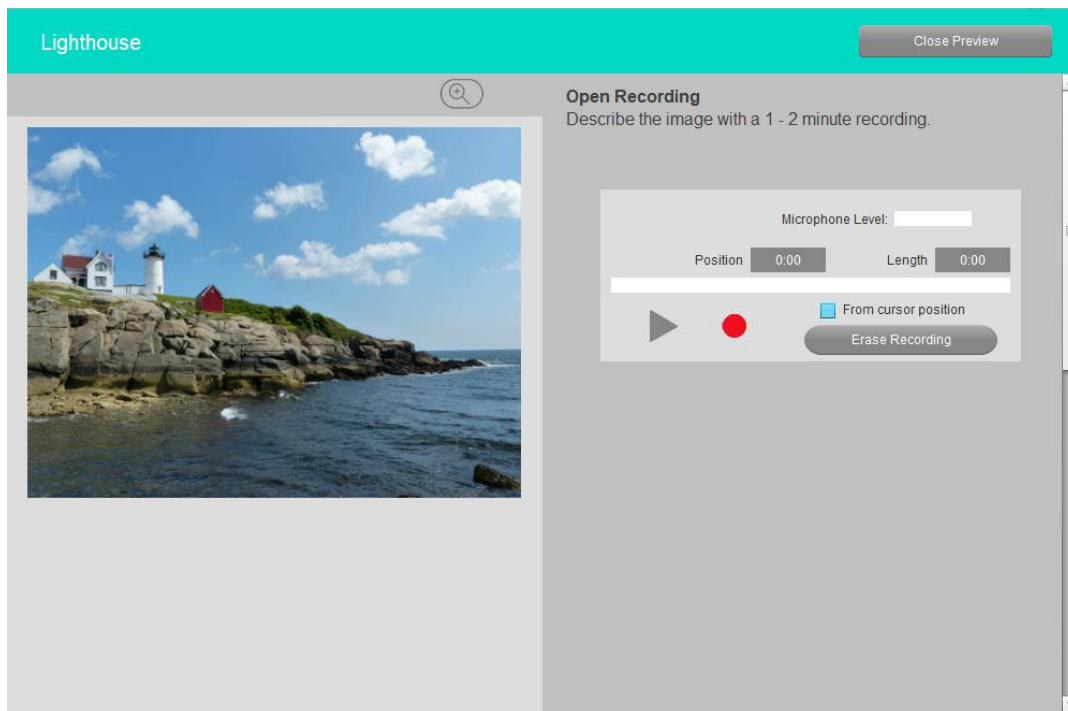 Lighthouse
Close Preview
Open Recording
Describe the image with a 1 - 2 minute recording.
Microphone Level:
Position 0:00 Length 0:00
From cursor position
Erase Recording